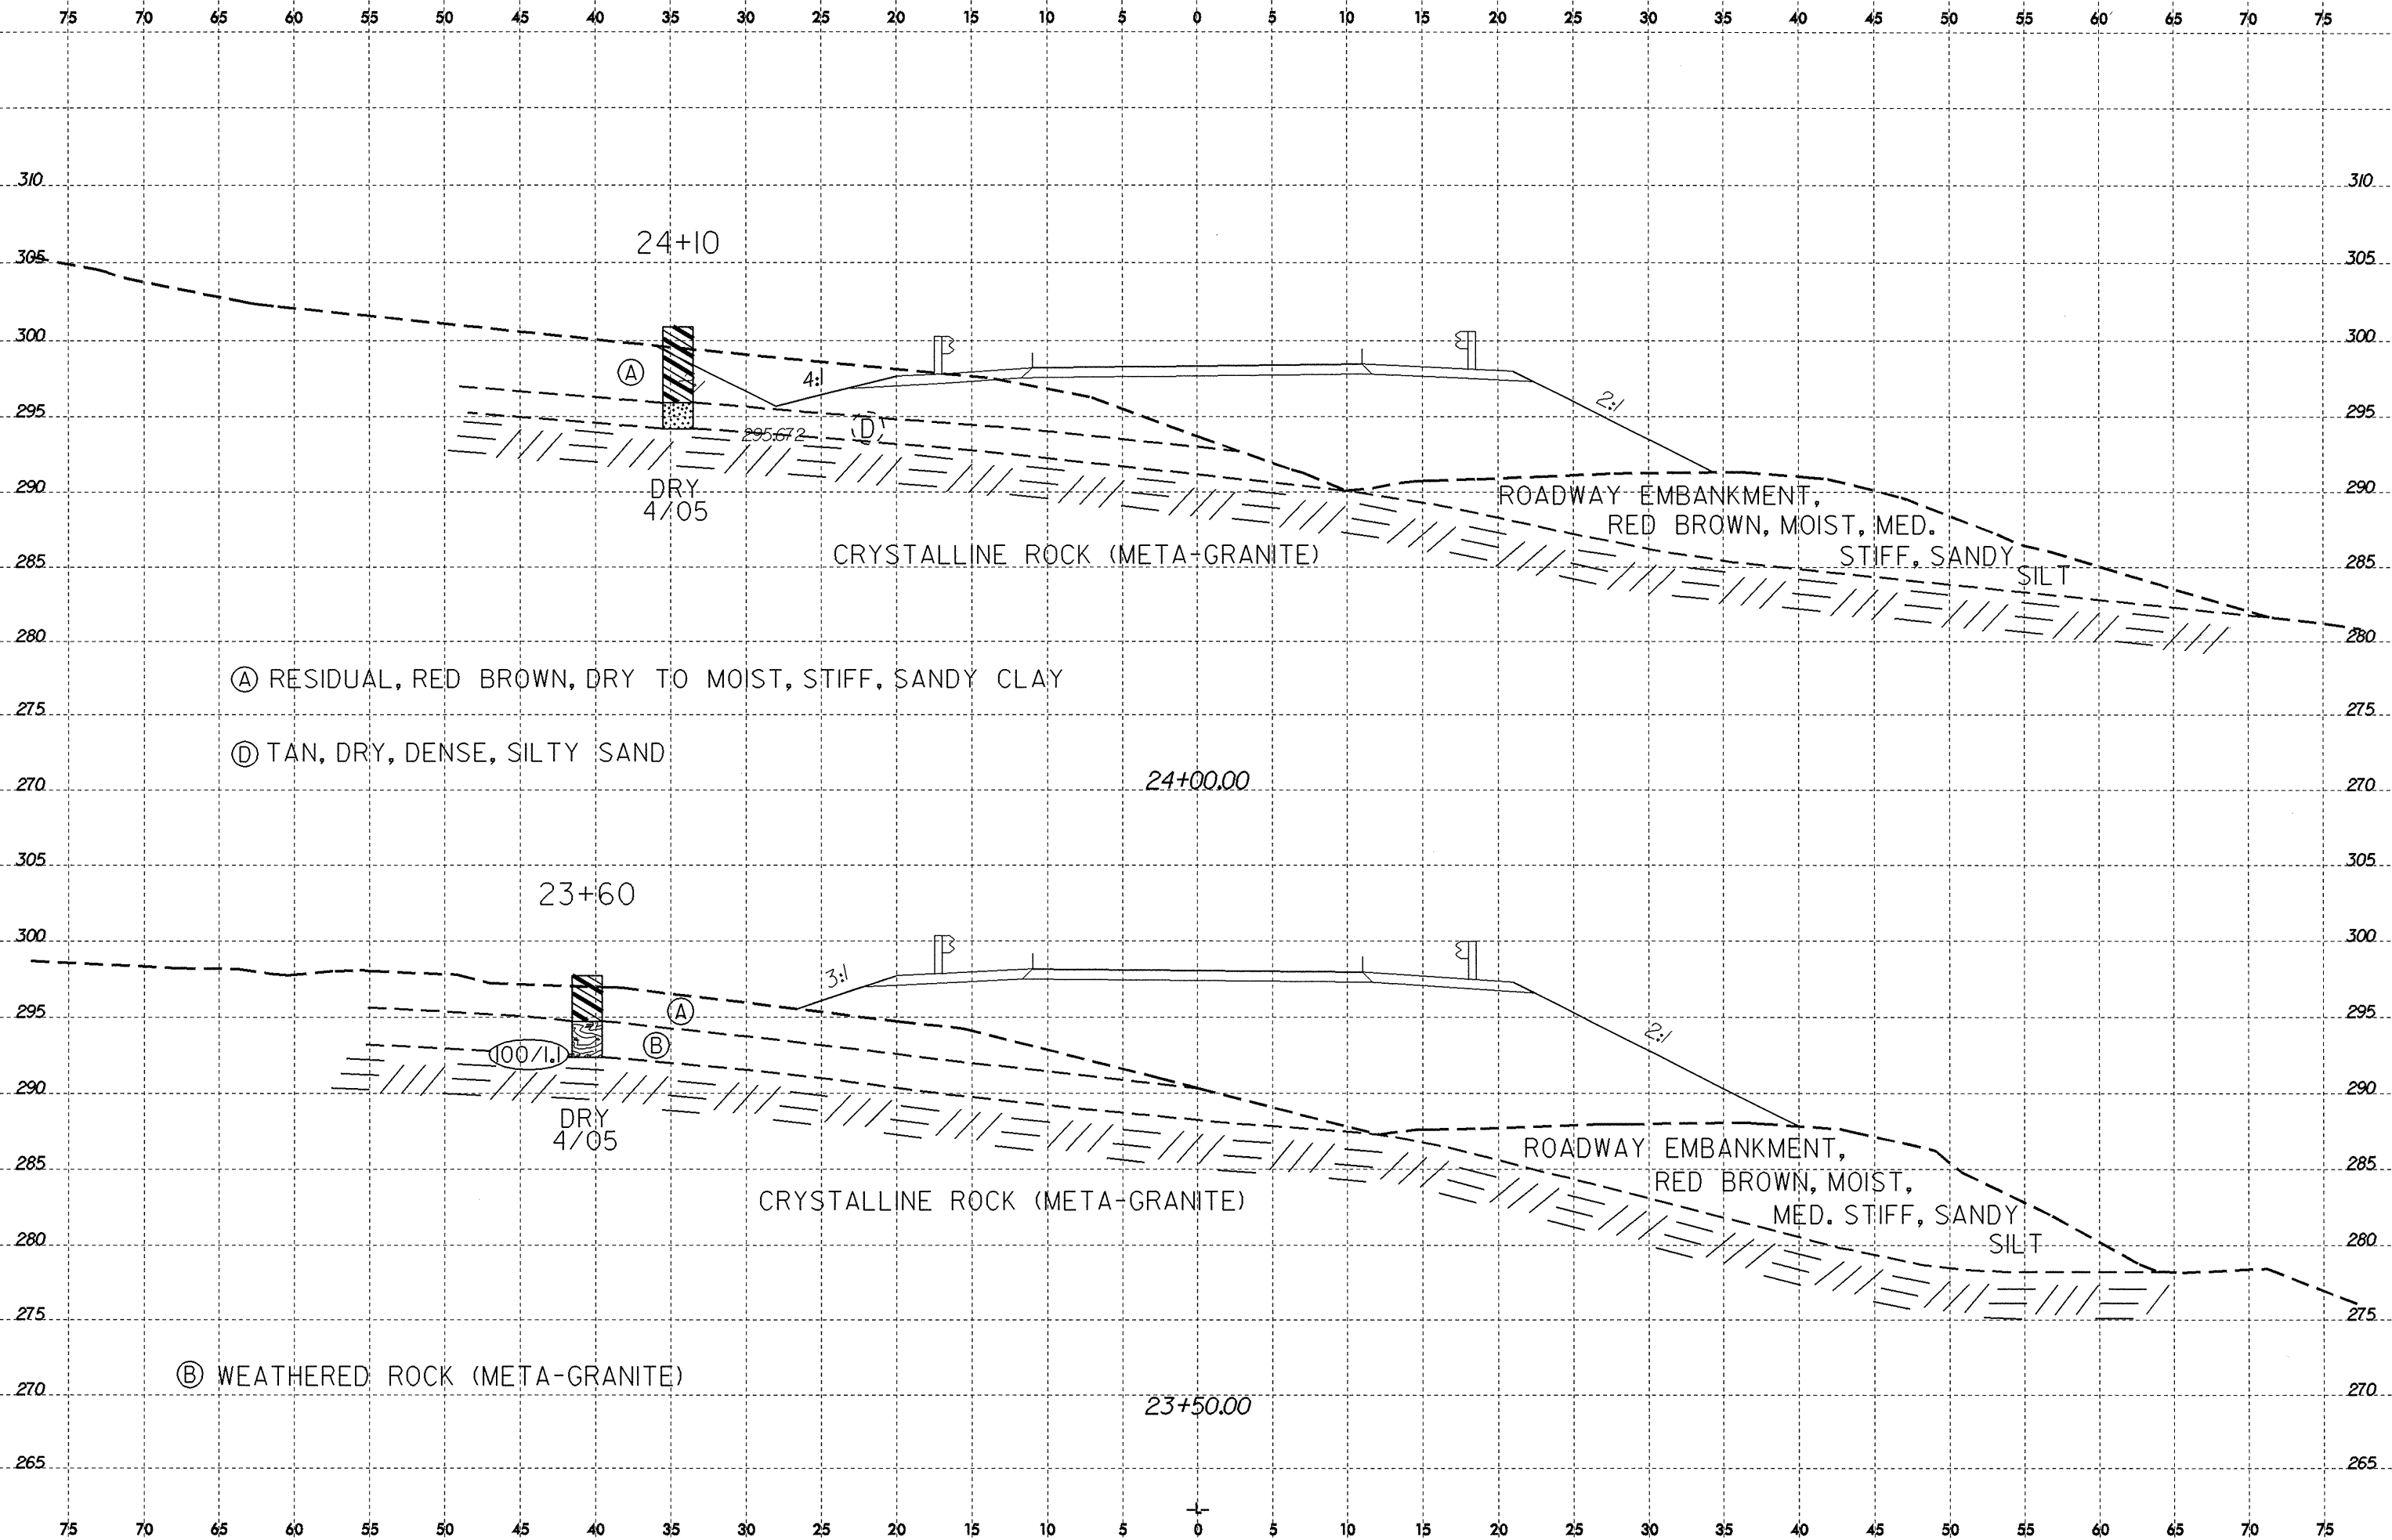 75 70 65 60 55 50 45 40 35 30 25 20 15 10 5 0 5 10 15 20 25 30 35 40 45 50 55 60 65 70 75
310 310
24+10
305 305
300 300
A 4:1
2:1
295 295
295.672 D
DRY
4/05
290 290
ROADWAY EMBANKMENT,
RED BROWN, MOIST, MED.
STIFF, SANDY
SILT
CRYSTALLINE ROCK (META-GRANITE)
285 285
280 280
A RESIDUAL, RED BROWN, DRY TO MOIST, STIFF, SANDY CLAY
275 275
D TAN, DRY, DENSE, SILTY SAND
24+00.00
270 270
305 305
23+60
300 300
3:1
A
295 295
2:1
B
100/1.1
290 290
DRY
4/05
ROADWAY EMBANKMENT,
285 285
RED BROWN, MOIST,
CRYSTALLINE ROCK (META-GRANITE)
MED. STIFF, SANDY
SILT
280 280
275 275
B WEATHERED ROCK (META-GRANITE)
270 270
23+50.00
265 265
75 70 65 60 55 50 45 40 35 30 25 20 15 10 5 0 5 10 15 20 25 30 35 40 45 50 55 60 65 70 75